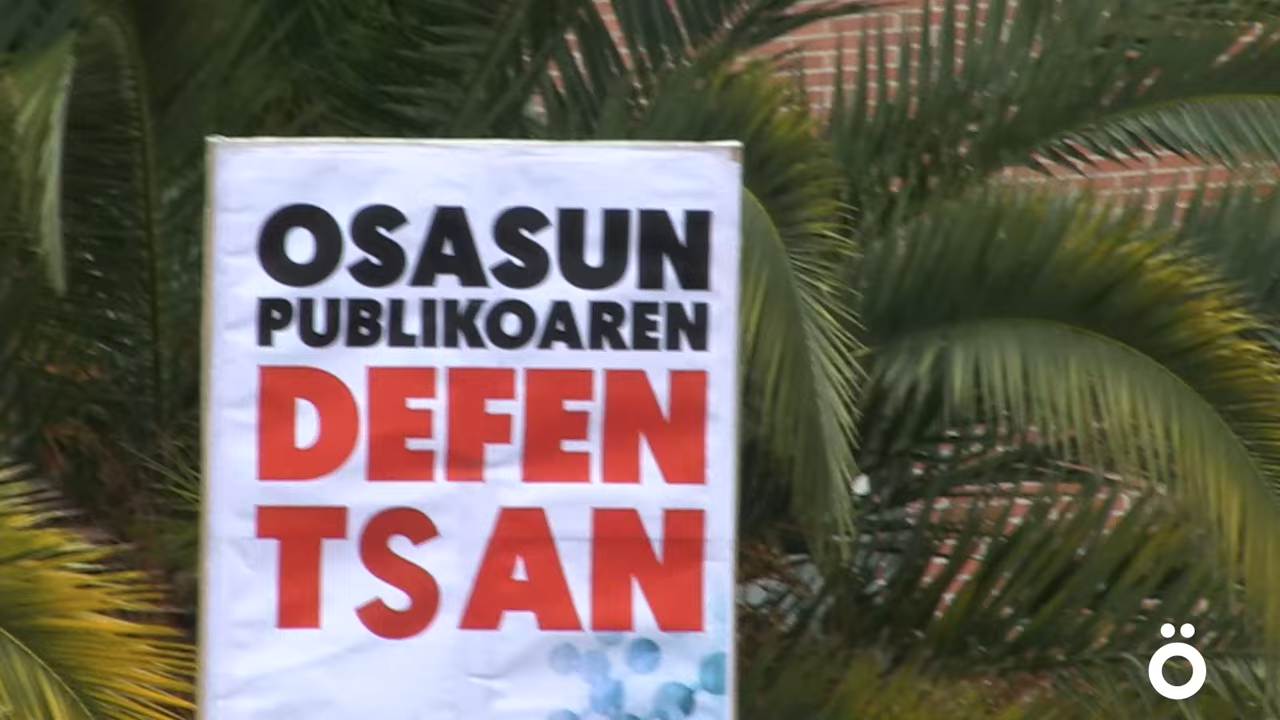 OSASUN
PUBLIKOAREN
DEFEN
TSAN
Ö